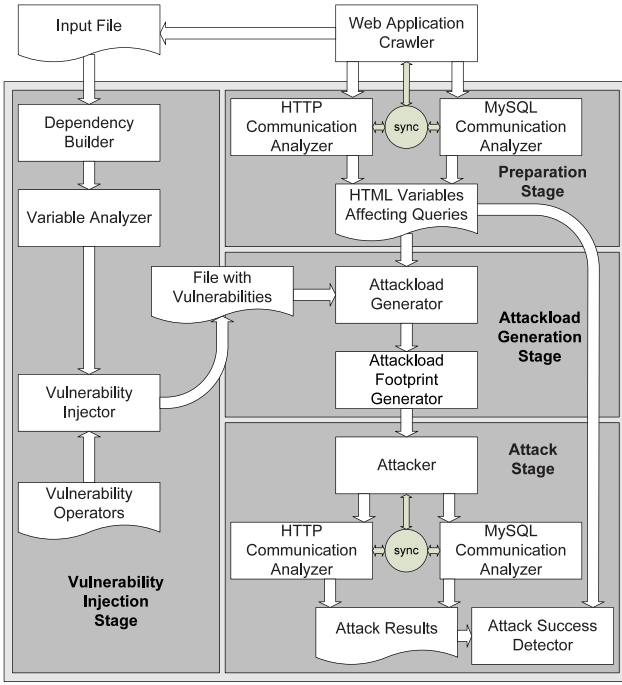 Input File
Web Application
Crawler
HTTP
Communication
Analyzer
sync
MySQL
Communication
Analyzer
Preparation
Stage
HTML Variables
Affecting Queries
Dependency
Builder
Variable Analyzer
File with
Vulnerabilities
Vulnerability
Injector
Vulnerability
Operators
Vulnerability
Injection
Stage
Attackload
Generator
Attackload
Generation
Stage
Attackload
Footprint
Generator
Attacker
Attack
Stage
HTTP
Communication
Analyzer
sync
MySQL
Communication
Analyzer
Attack Results
Attack Success
Detector